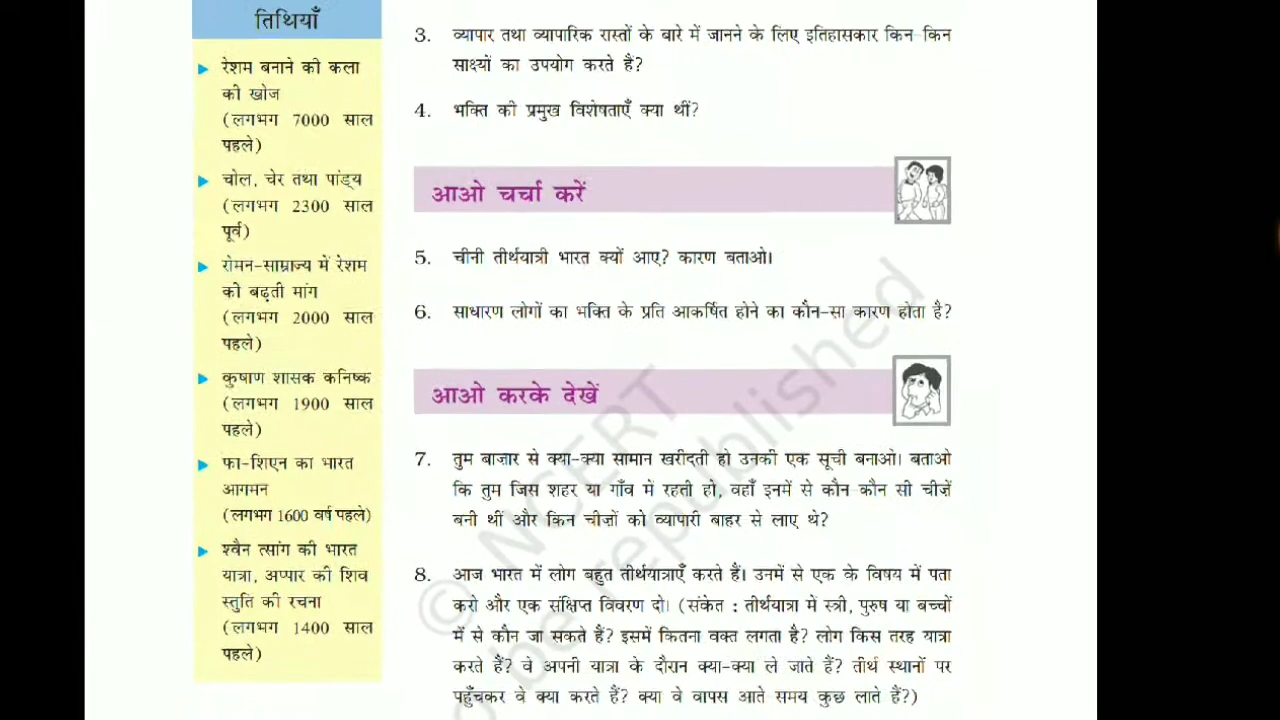 तिथियाँ
रेशम बनाने की कला
की खोज
(लगभग 7000 साल
पहले)
चोल, चेर तथा पांड्य
(लगभग 2300 साल
पूर्व)
रोमन-साम्राज्य में रेशम
की बढ़ती मांग
(लगभग 2000 साल
पहले)
कुषाण शासक कनिष्क
(लगभग 1900 साल
पहले)
फा-शिएन का भारत
आगमन
(लगभग 1600 वर्ष पहले)
श्वैन त्सांग की भारत
यात्रा, अप्पार की शिव
स्तुति की रचना
(लगभग 1400 साल
पहले)
3. व्यापार तथा व्यापारिक रास्तों के बारे में जानने के लिए इतिहासकार किन-किन
साक्ष्यों का उपयोग करते हैं?
4. भक्ति की प्रमुख विशेषताएँ क्या थीं?
आओ चर्चा करें
5. चीनी तीर्थयात्री भारत क्यों आए? कारण बताओ।
6. साधारण लोगों का भक्ति के प्रति आकर्षित होने का कौन-सा कारण होता है?
आओ करके देखें
7. तुम बाज़ार से क्या-क्या सामान खरीदती हो उनकी एक सूची बनाओ। बताओ
कि तुम जिस शहर या गाँव में रहती हो, वहाँ इनमें से कौन कौन सी चीज़ें
बनी थीं और किन चीज़ों को व्यापारी बाहर से लाए थे?
8. आज भारत में लोग बहुत तीर्थयात्राएँ करते हैं। उनमें से एक के विषय में पता
करो और एक संक्षिप्त विवरण दो। (संकेत : तीर्थयात्रा में स्त्री, पुरुष या बच्चों
में से कौन जा सकते हैं? इसमें कितना वक्त लगता है? लोग किस तरह यात्रा
करते हैं? वे अपनी यात्रा के दौरान क्या-क्या ले जाते हैं? तीर्थ स्थानों पर
पहुँचकर वे क्या करते हैं? क्या वे वापस आते समय कुछ लाते हैं?)
© NCERT
be republished